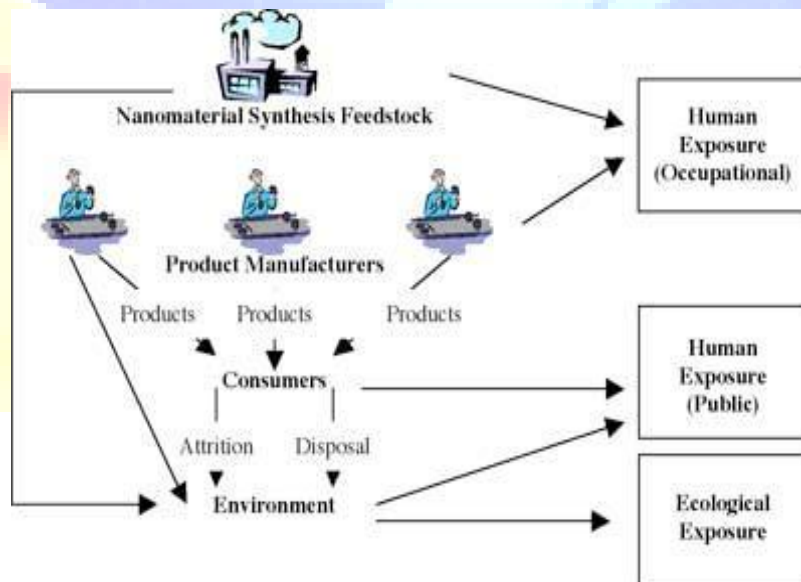 Nanomaterial Synthesis Feedstock
Human
Exposure
(Occupational)
Product Manufacturers
Products Products Products
Consumers
Human
Exposure
(Public)
Attrition Disposal
Environment
Ecological
Exposure